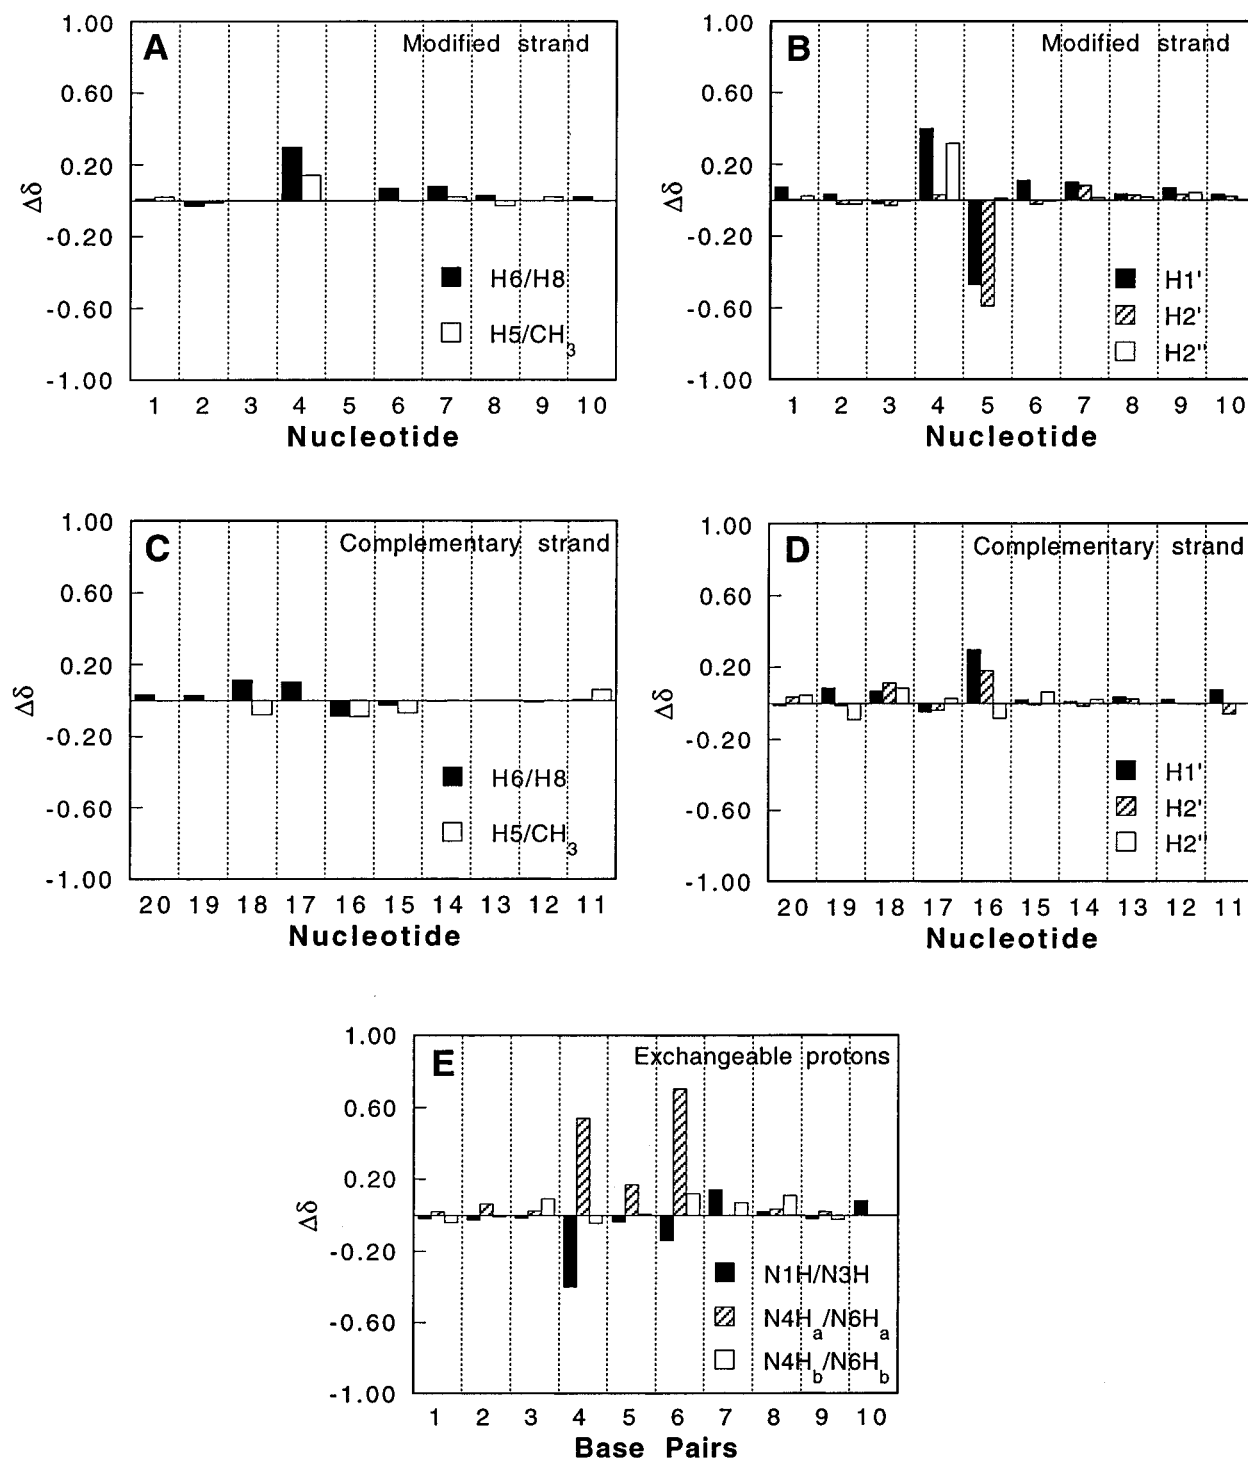 A
Modified strand
1.00
0.60
0.20
-0.20
-0.60
-1.00
Δδ
H6/H8
H5/CH3
1 2 3 4 5 6 7 8 9 10
Nucleotide
B
Modified strand
1.00
0.60
0.20
-0.20
-0.60
-1.00
Δδ
H1'
H2'
H2"
1 2 3 4 5 6 7 8 9 10
Nucleotide
C
Complementary strand
1.00
0.60
0.20
-0.20
-0.60
-1.00
Δδ
H6/H8
H5/CH3
20 19 18 17 16 15 14 13 12 11
Nucleotide
D
Complementary strand
1.00
0.60
0.20
-0.20
-0.60
-1.00
Δδ
H1'
H2'
H2"
20 19 18 17 16 15 14 13 12 11
Nucleotide
E
Exchangeable protons
1.00
0.60
0.20
-0.20
-0.60
-1.00
Δδ
N1H/N3H
N4Ha/N6Ha
N4Hb/N6Hb
1 2 3 4 5 6 7 8 9 10
Base Pairs